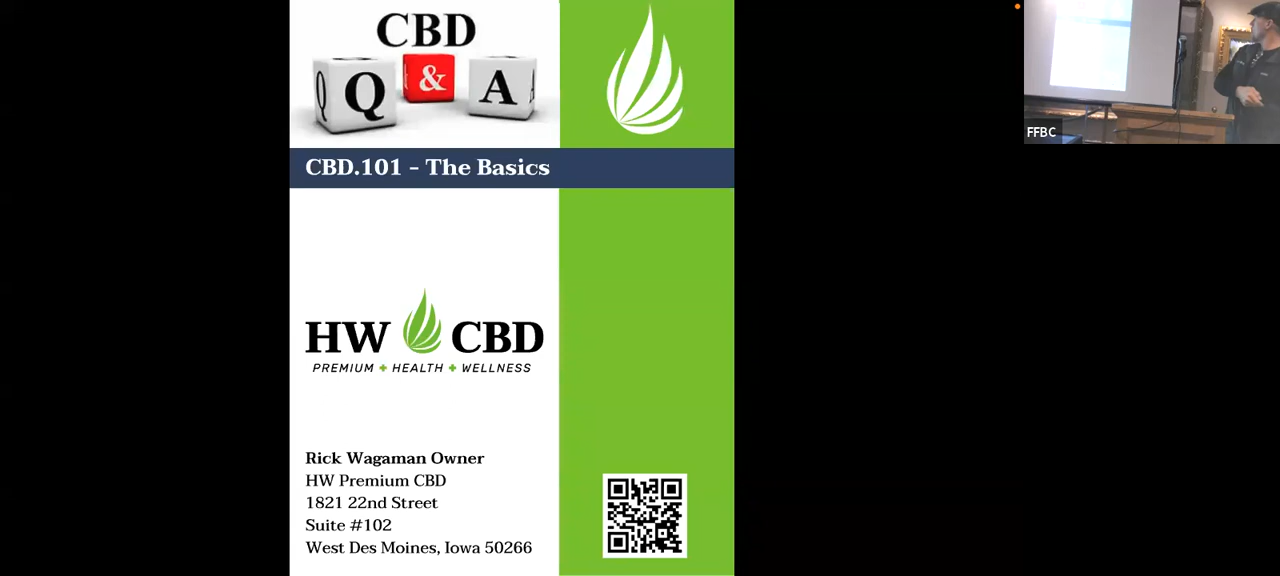 CBD
Q & A
CBD.101 - The Basics
HW CBD
PREMIUM + HEALTH + WELLNESS
Rick Wagaman Owner
HW Premium CBD
1821 22nd Street
Suite #102
West Des Moines, Iowa 50266
FFBC